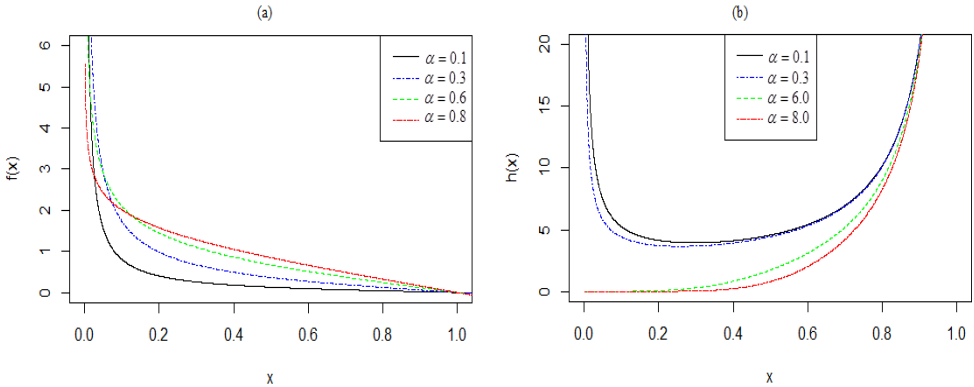 (a)
f(x)
6
5
4
3
2
1
0
α = 0.1
α = 0.3
α = 0.6
α = 0.8
0.0 0.2 0.4 0.6 0.8 1.0
x
(b)
h(x)
20
15
10
5
0
α = 0.1
α = 0.3
α = 6.0
α = 8.0
0.0 0.2 0.4 0.6 0.8 1.0
x